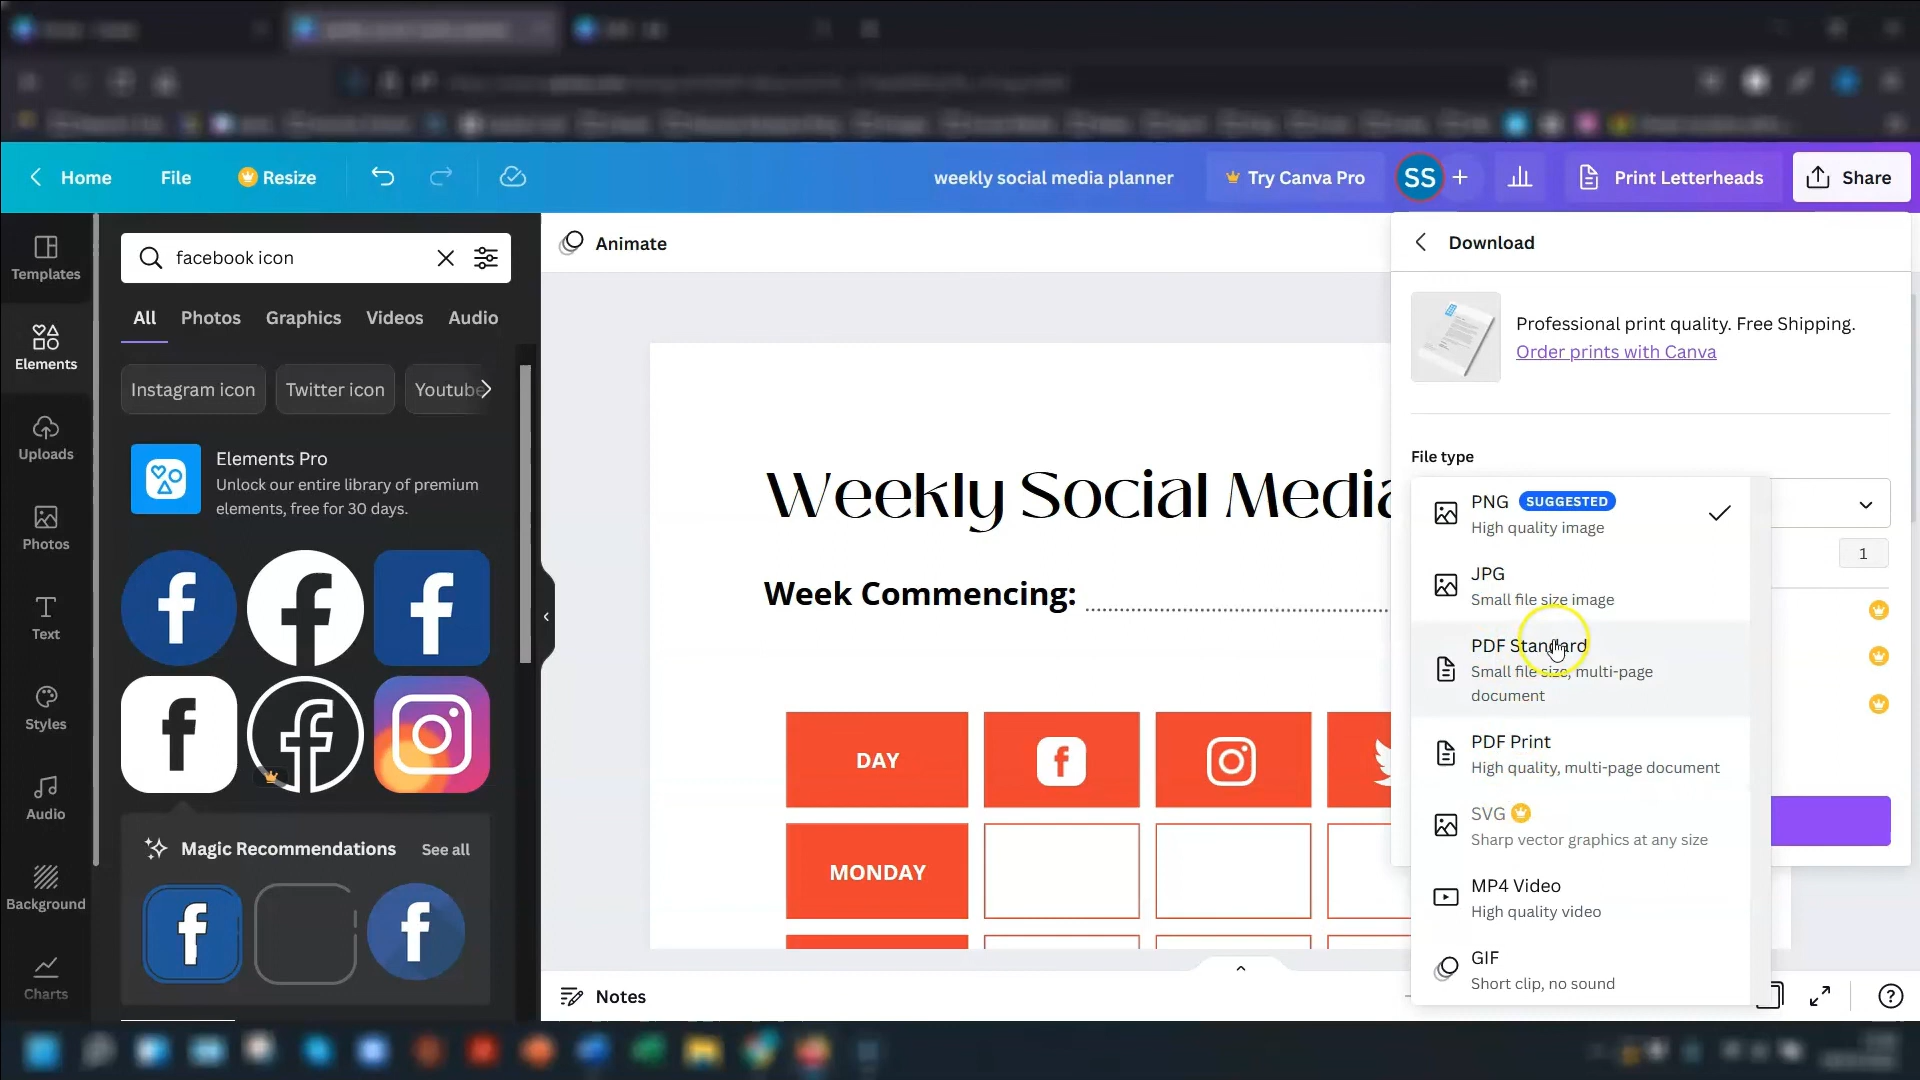 Home
File
Resize
weekly social media planner
Try Canva Pro
SS
Print Letterheads
Share
Templates
Elements
Uploads
Photos
Text
Styles
Audio
Background
Charts
facebook icon
All
Photos
Graphics
Videos
Audio
Instagram icon
Twitter icon
Youtube
Elements Pro
Unlock our entire library of premium
elements, free for 30 days.
Magic Recommendations
See all
Animate
Weekly Social Media
Week Commencing:
DAY
MONDAY
Notes
Download
Professional print quality. Free Shipping.
Order prints with Canva
File type
PNG SUGGESTED
High quality image
1
JPG
Small file size image
PDF Standard
Small file size, multi-page
document
PDF Print
High quality, multi-page document
SVG
Sharp vector graphics at any size
MP4 Video
High quality video
GIF
Short clip, no sound